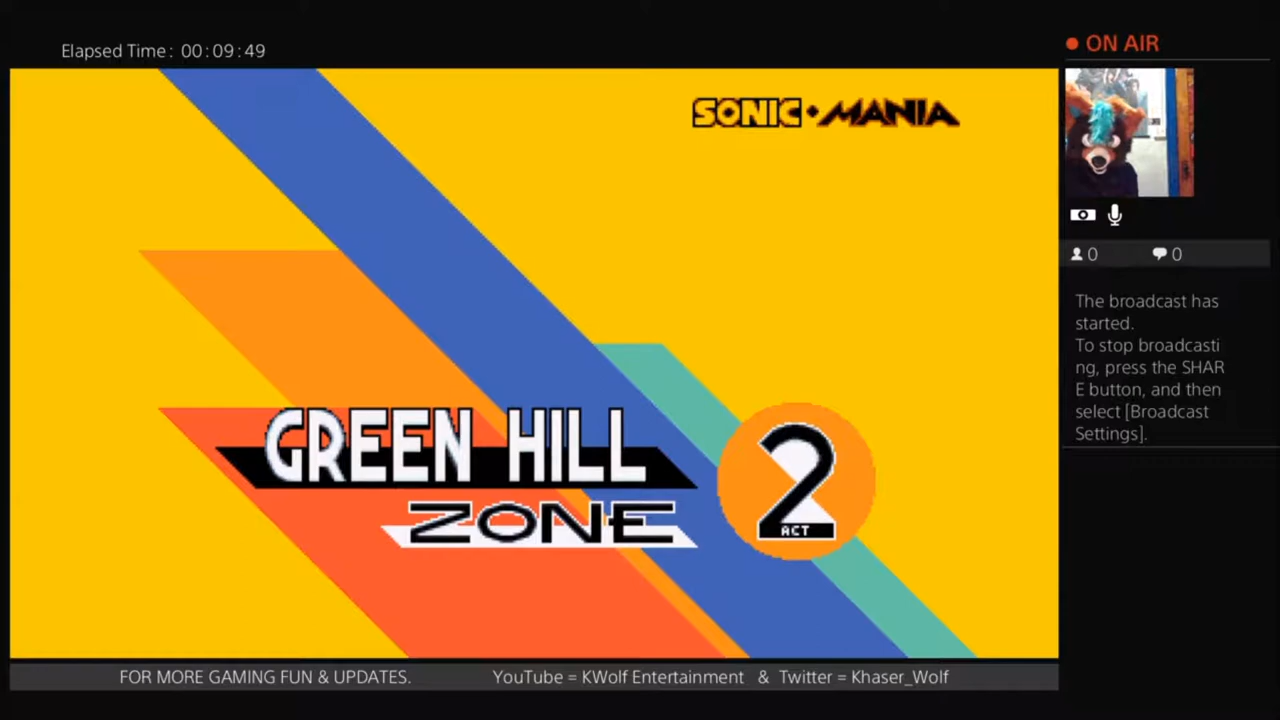 Elapsed Time: 00:09:49
ON AIR
SONIC MANIA
0 0
The broadcast has
started.
To stop broadcasti
ng, press the SHAR
E button, and then
select [Broadcast
Settings].
GREEN HILL
ZONE
2
ACT
FOR MORE GAMING FUN & UPDATES. YouTube = KWolf Entertainment & Twitter = Khaser_Wolf